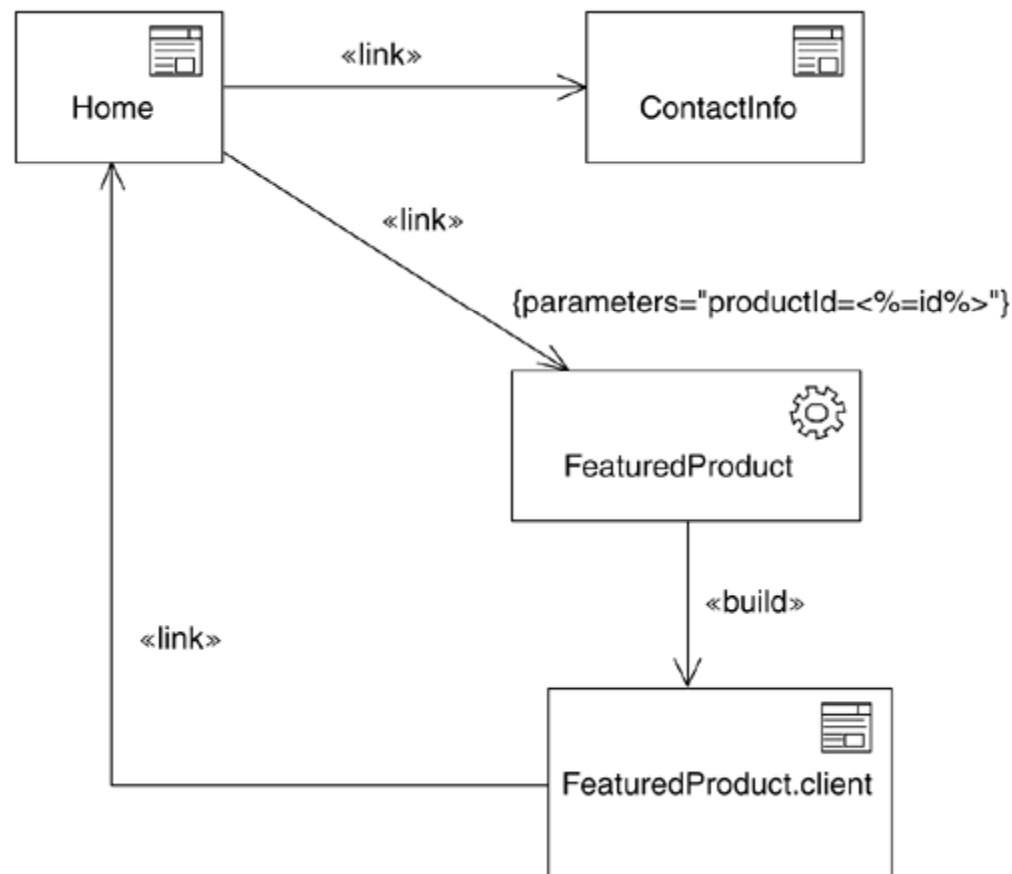 «link»
Home
ContactInfo
«link»
{parameters="productId=<%=id%>"}
FeaturedProduct
«build»
«link»
FeaturedProduct.client